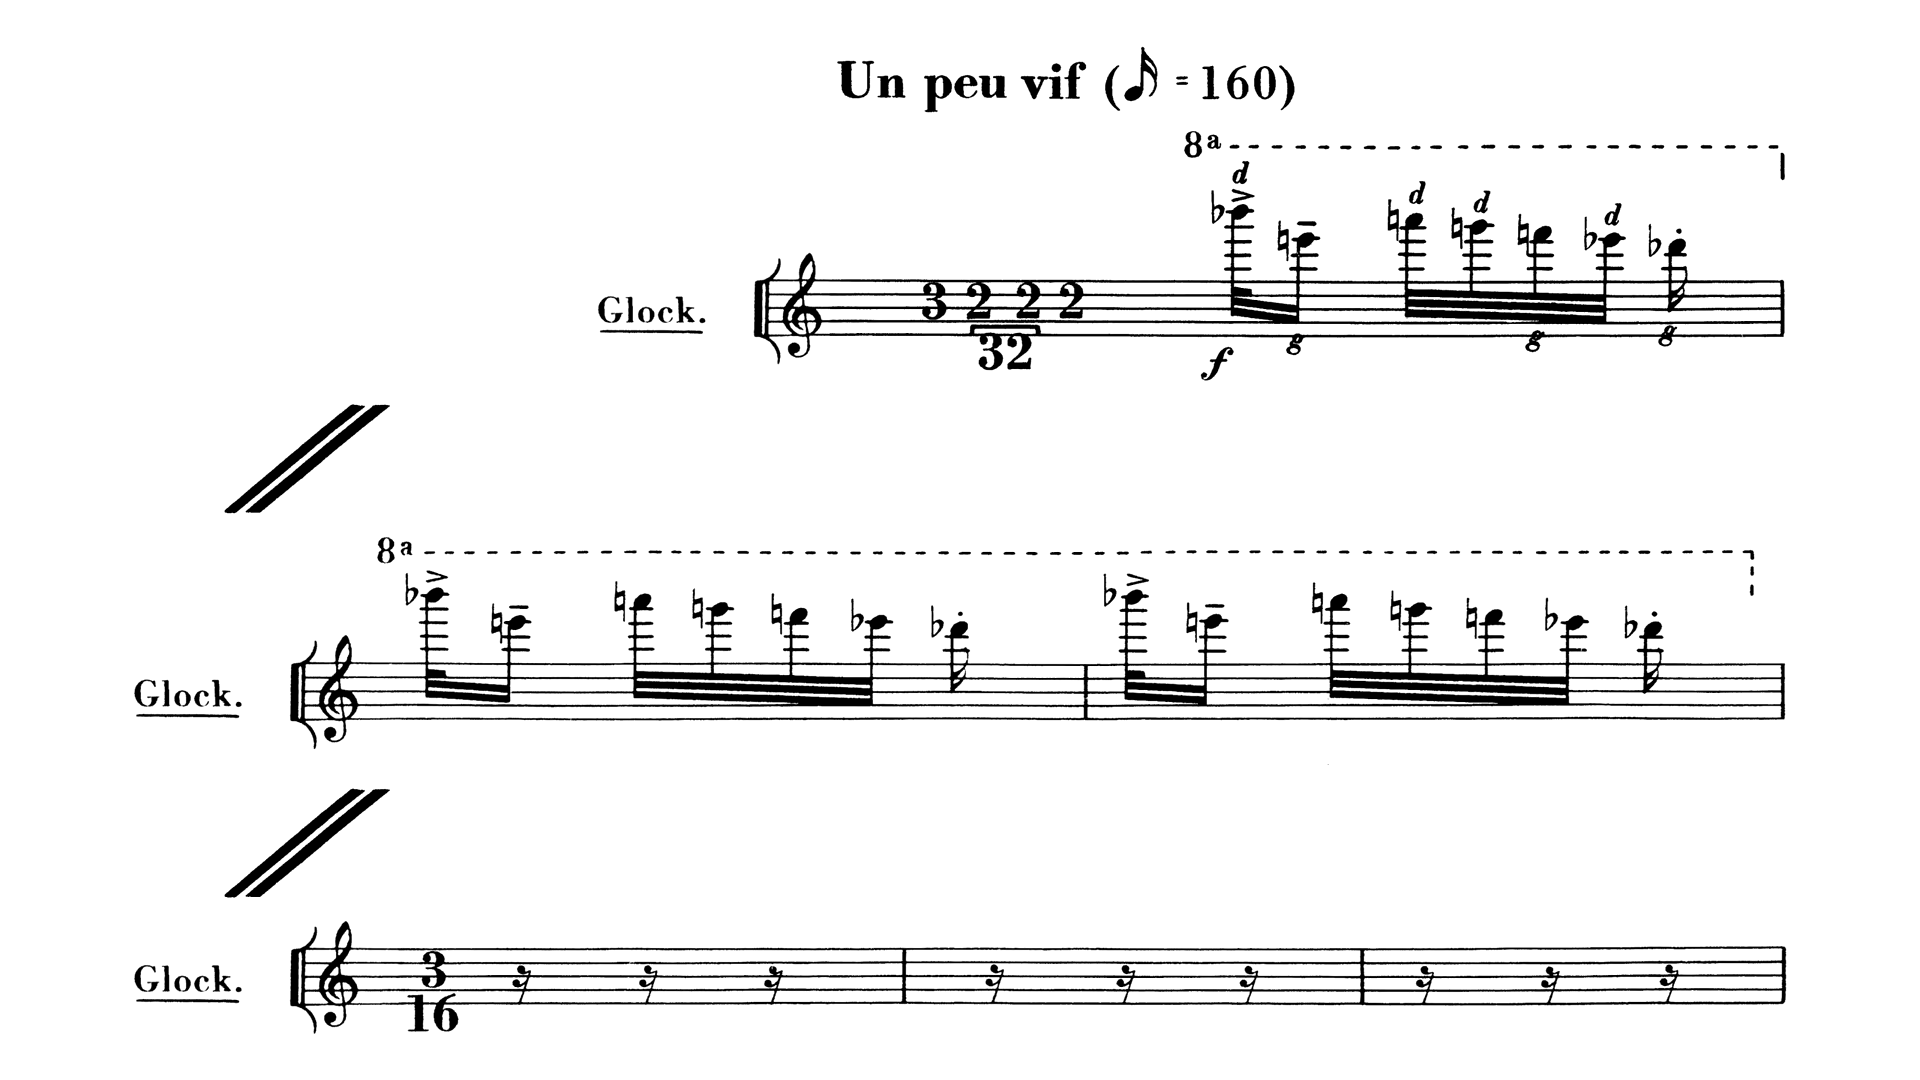 Un peu vif (𝅘𝅥𝅯 = 160)
8a
d d d d
Glock.
3 2 2 2
32
f g g g
8a
Glock.
Glock.
3
16